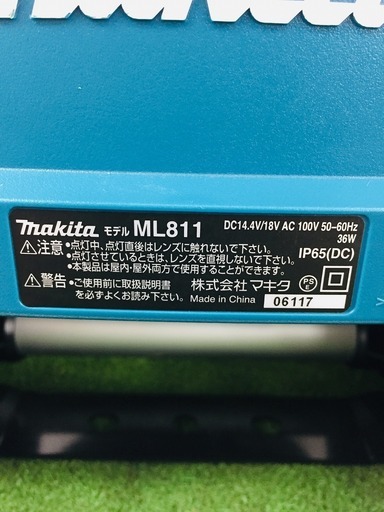 makita モデル ML811 DC14.4V/18V AC 100V 50-60Hz
36W
⚠注意 •点灯中、点灯直後はレンズに触れないで下さい。 IP65(DC)
•点灯させているときは、レンズを直視しないで下さい。
•本製品は屋内・屋外両方で使用することができます。
⚠警告 •ご使用前に取扱説明書
を必ずよくお読み下さい。
株式会社 マキタ
Made in China
PS
E
06117